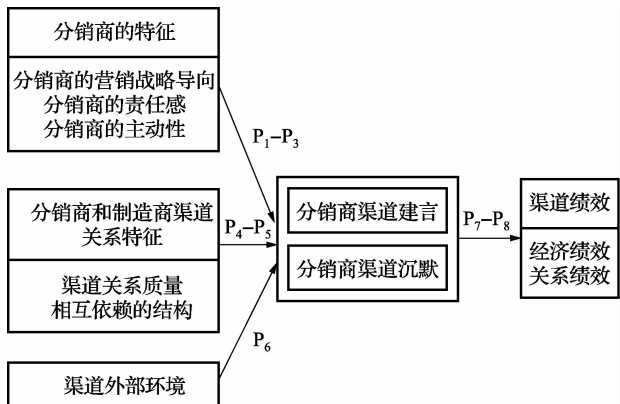 分销商的特征
分销商的营销战略导向
分销商的责任感
分销商的主动性
P1–P3
分销商和制造商渠道
关系特征
渠道关系质量
相互依赖的结构
P4–P5
分销商渠道建言
分销商渠道沉默
P7–P8
渠道绩效
经济绩效
关系绩效
P6
渠道外部环境